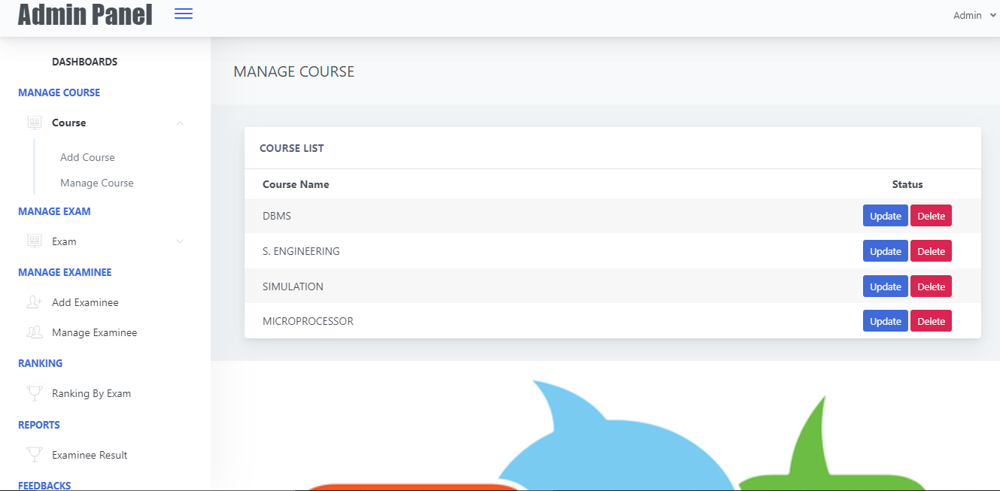 Admin Panel
Admin
DASHBOARDS
MANAGE COURSE
Course
Add Course
Manage Course
MANAGE EXAM
Exam
MANAGE EXAMINEE
Add Examinee
Manage Examinee
RANKING
Ranking By Exam
REPORTS
Examinee Result
FEEDBACKS
MANAGE COURSE
COURSE LIST
Course Name Status
DBMS Update Delete
S. ENGINEERING Update Delete
SIMULATION Update Delete
MICROPROCESSOR Update Delete